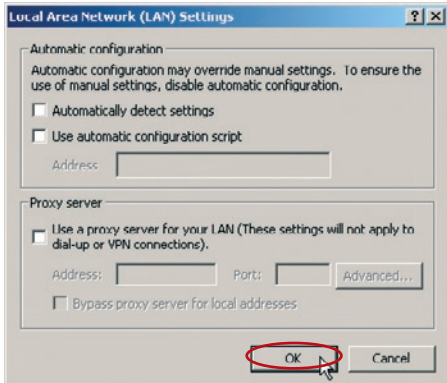 Local Area Network (LAN) Settings
Automatic configuration
Automatic configuration may override manual settings. To ensure the
use of manual settings, disable automatic configuration.
Automatically detect settings
Use automatic configuration script
Address
Proxy server
Use a proxy server for your LAN (These settings will not apply to
dial-up or VPN connections).
Address:
Port:
Advanced...
Bypass proxy server for local addresses
OK
Cancel